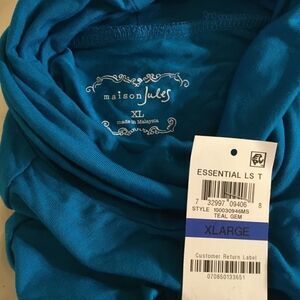 maison Jules
XL
made in Malaysia
ESSENTIAL LS T
7 32997 09406 8
STYLE 100030946MS
TEAL GEM
XLARGE
Customer Return Label
070850133651